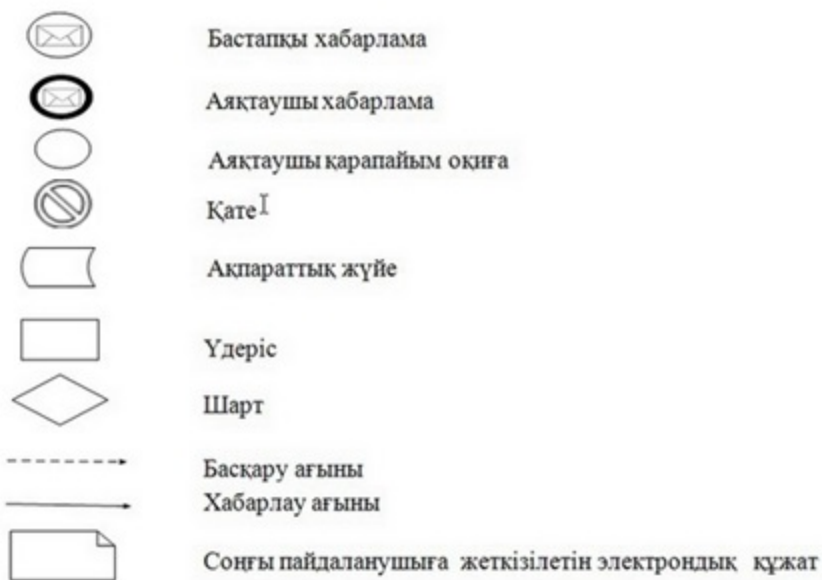 Бастапқы хабарлама
Аяқтаушы хабарлама
Аяқтаушы қарапайым оқиға
Қате
Ақпараттық жүйе
Үдеріс
Шарт
Басқару ағыны
Хабарлау ағыны
Соңғы пайдаланушыға жеткізілетін электрондық құжат